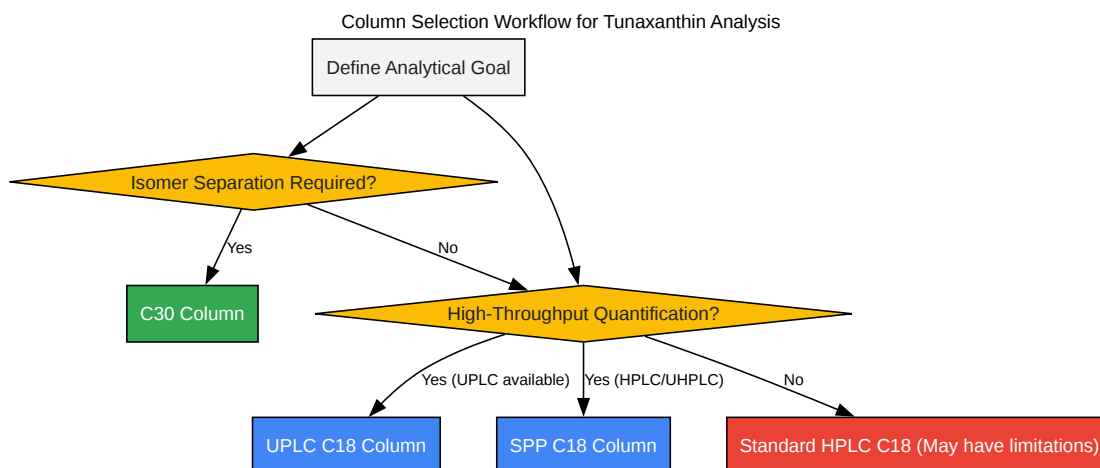 Column Selection Workflow for Tunaxanthin Analysis
Define Analytical Goal
Isomer Separation Required?
Yes
No
C30 Column
High-Throughput Quantification?
Yes (UPLC available)
Yes (HPLC/UHPLC)
No
UPLC C18 Column
SPP C18 Column
Standard HPLC C18 (May have limitations)